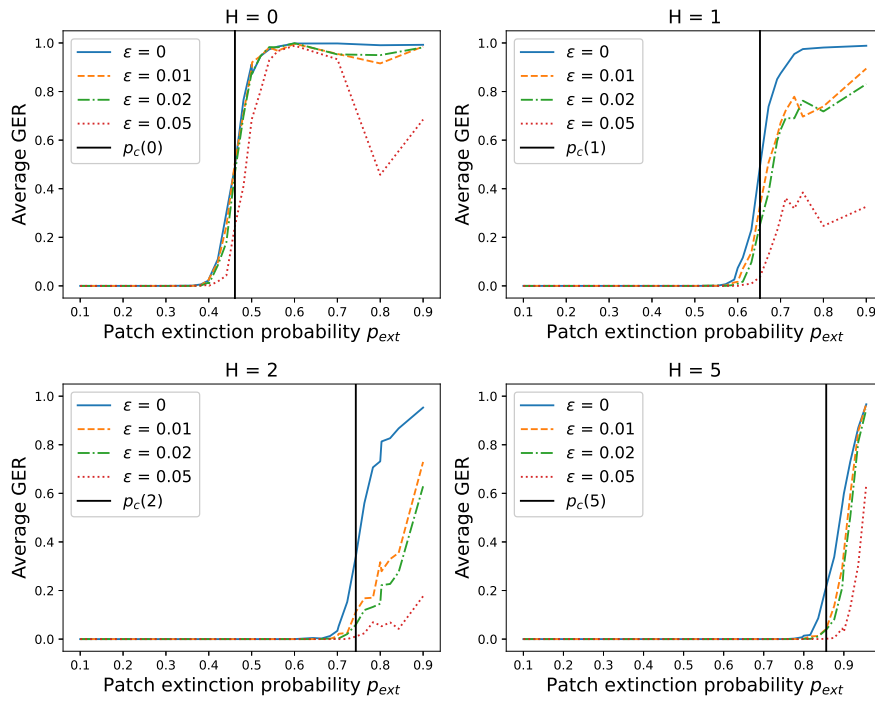 H = 0
1.0
0.8
0.6
0.4
0.2
0.0
Average GER
ε = 0
ε = 0.01
ε = 0.02
ε = 0.05
p_c(0)
0.1 0.2 0.3 0.4 0.5 0.6 0.7 0.8 0.9
Patch extinction probability p_ext
H = 1
1.0
0.8
0.6
0.4
0.2
0.0
Average GER
ε = 0
ε = 0.01
ε = 0.02
ε = 0.05
p_c(1)
0.1 0.2 0.3 0.4 0.5 0.6 0.7 0.8 0.9
Patch extinction probability p_ext
H = 2
1.0
0.8
0.6
0.4
0.2
0.0
Average GER
ε = 0
ε = 0.01
ε = 0.02
ε = 0.05
p_c(2)
0.1 0.2 0.3 0.4 0.5 0.6 0.7 0.8 0.9
Patch extinction probability p_ext
H = 5
1.0
0.8
0.6
0.4
0.2
0.0
Average GER
ε = 0
ε = 0.01
ε = 0.02
ε = 0.05
p_c(5)
0.1 0.2 0.3 0.4 0.5 0.6 0.7 0.8 0.9
Patch extinction probability p_ext